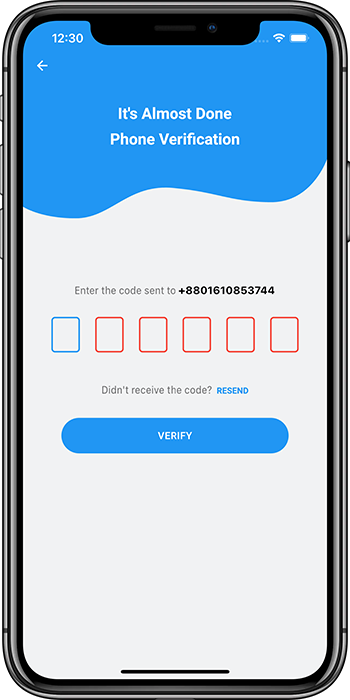 12:30
It's Almost Done
Phone Verification
Enter the code sent to +8801610853744
Didn't receive the code? RESEND
VERIFY